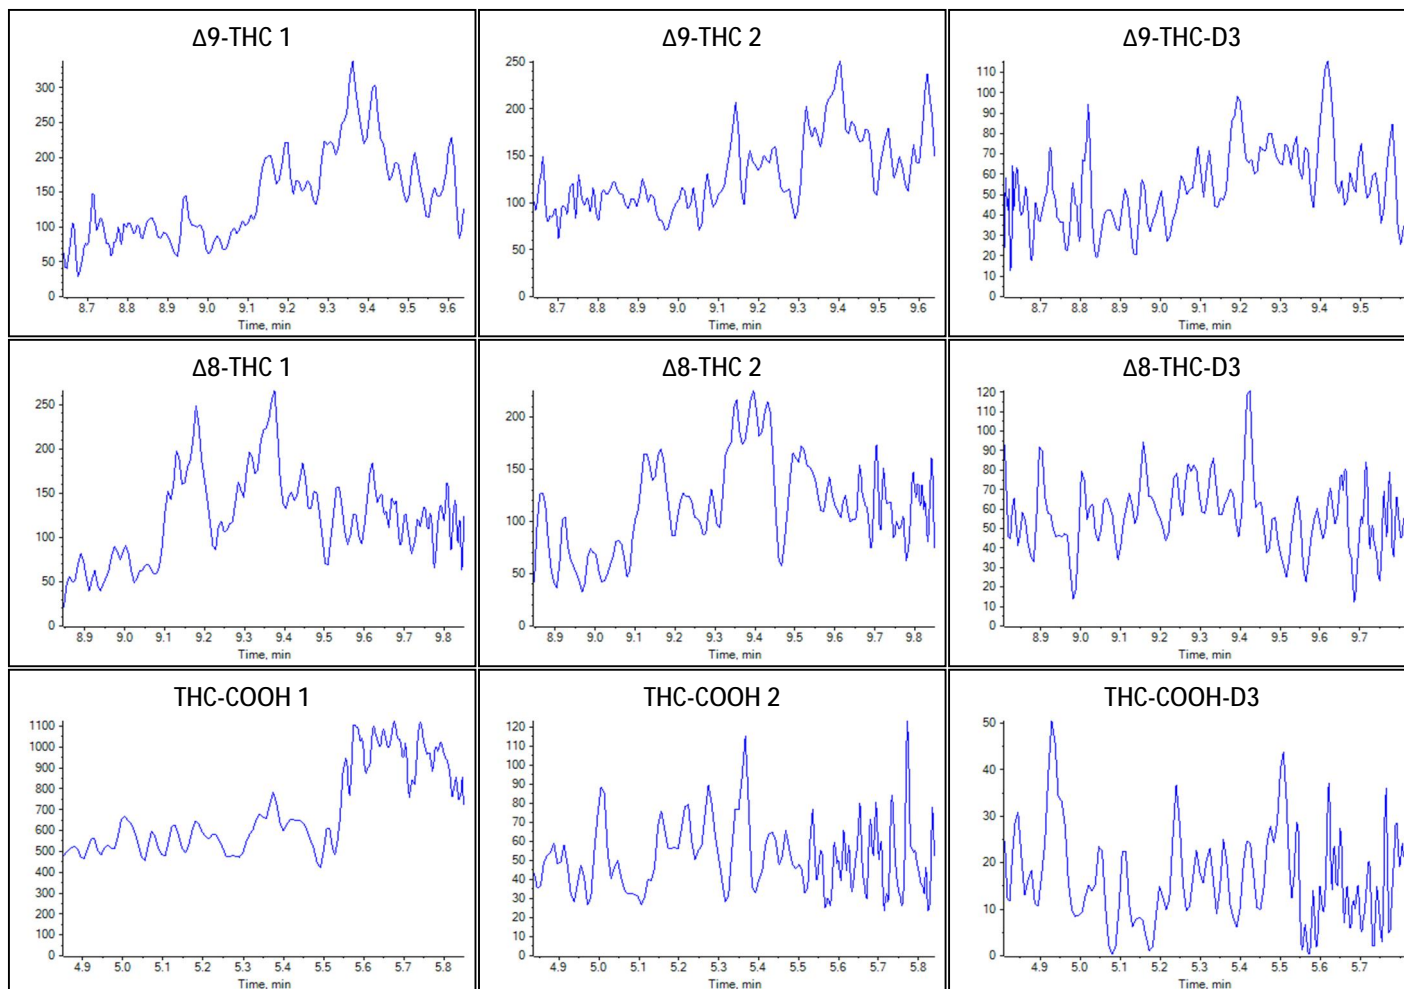 Δ9-THC 1
300
250
200
150
100
50
0
8.7 8.8 8.9 9.0 9.1 9.2 9.3 9.4 9.5 9.6
Time, min
Δ9-THC 2
250
200
150
100
50
0
8.7 8.8 8.9 9.0 9.1 9.2 9.3 9.4 9.5 9.6
Time, min
Δ9-THC-D3
110
100
90
80
70
60
50
40
30
20
10
0
8.7 8.8 8.9 9.0 9.1 9.2 9.3 9.4 9.5
Time, min
Δ8-THC 1
250
200
150
100
50
0
8.9 9.0 9.1 9.2 9.3 9.4 9.5 9.6 9.7 9.8
Time, min
Δ8-THC 2
200
150
100
50
0
8.9 9.0 9.1 9.2 9.3 9.4 9.5 9.6 9.7 9.8
Time, min
Δ8-THC-D3
120
110
100
90
80
70
60
50
40
30
20
10
0
8.9 9.0 9.1 9.2 9.3 9.4 9.5 9.6 9.7
Time, min
THC-COOH 1
1100
1000
900
800
700
600
500
400
300
200
100
0
4.9 5.0 5.1 5.2 5.3 5.4 5.5 5.6 5.7 5.8
Time, min
THC-COOH 2
120
110
100
90
80
70
60
50
40
30
20
10
0
4.9 5.0 5.1 5.2 5.3 5.4 5.5 5.6 5.7 5.8
Time, min
THC-COOH-D3
50
40
30
20
10
0
4.9 5.0 5.1 5.2 5.3 5.4 5.5 5.6 5.7
Time, min